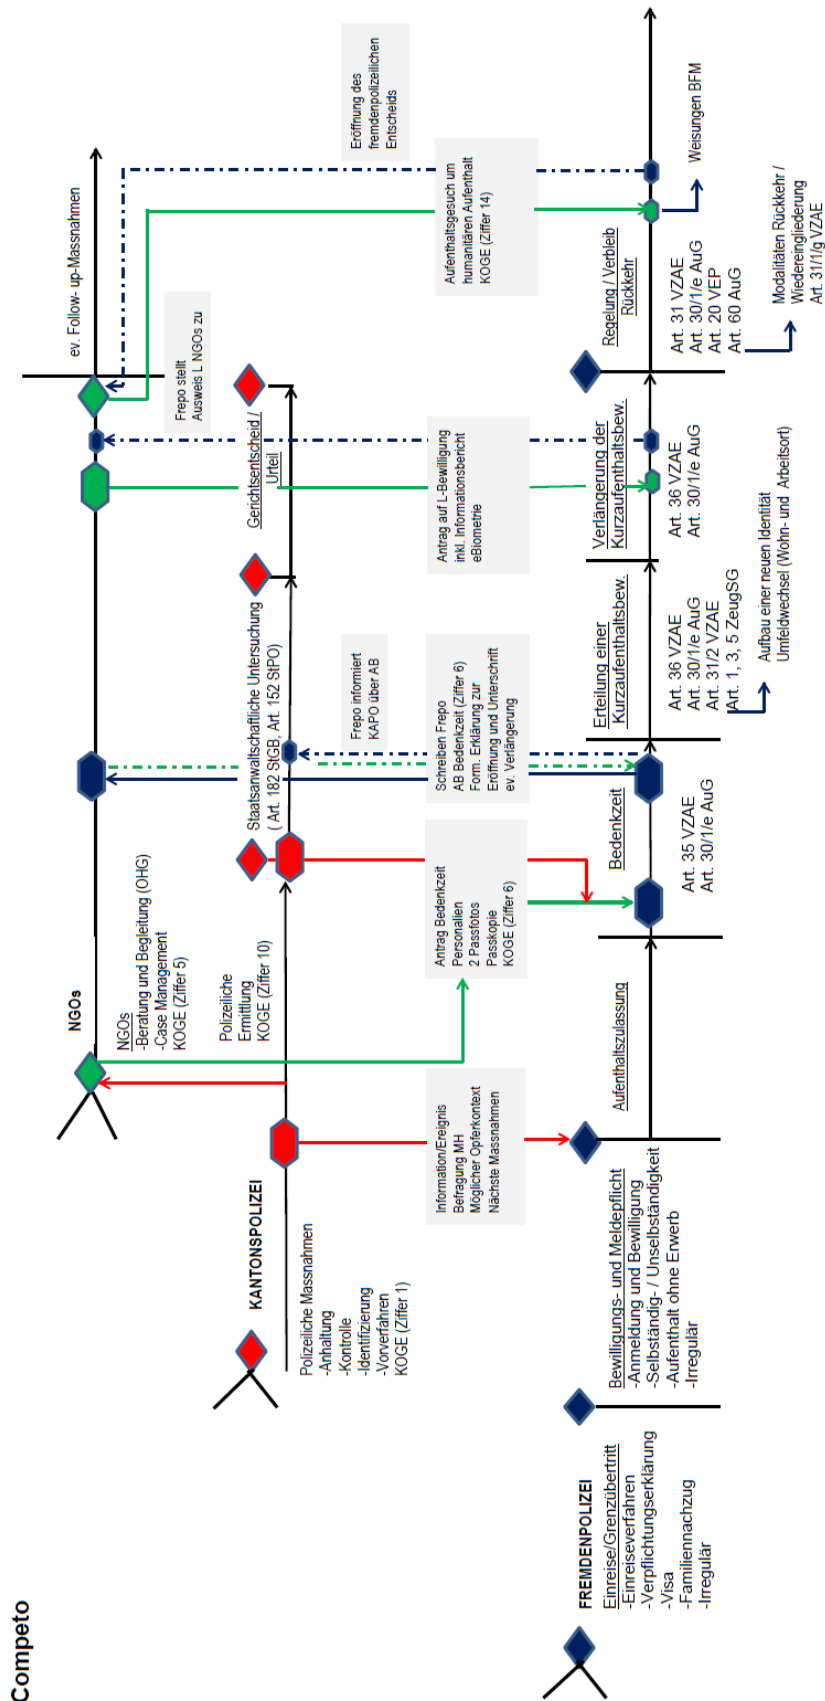 Competo
NGOs
NGOs
-Beratung und Begleitung (OHG)
-Case Management
KOGE (Ziffer 5)
Frepo stellt
Ausweis L NGOs zu
ev. Follow- up-Massnahmen
KANTONSPOLIZEI
Polizeiliche Massnahmen
-Anhaltung
-Kontrolle
-Identifizierung
-Vorverfahren
KOGE (Ziffer 1)
Polizeiliche
Ermittlung
KOGE (Ziffer 10)
Staatsanwaltschaftliche Untersuchung
( Art. 182 StGB, Art. 152 StPO)
Gerichtsentscheid /
Urteil
Frepo informiert
KAPO über AB
Eröffnung des
fremdenpolizeilichen
Entscheids
Information/Ereignis
Befragung MH
Möglicher Opferkontext
Nächste Massnahmen
Antrag Bedenkzeit
Personalien
2 Passfotos
Passkopie
KOGE (Ziffer 6)
Schreiben Frepo
AB Bedenkzeit (Ziffer 6)
Form. Erklärung zur
Eröffnung und Unterschrift
ev. Verlängerung
Antrag auf L-Bewilligung
inkl. Informationsbericht
eBiometrie
Aufenthaltsgesuch um
humanitären Aufenthalt
KOGE (Ziffer 14)
FREMDENPOLIZEI
Einreise/Grenzübertritt
-Einreiseverfahren
-Verpflichtungserklärung
-Visa
-Familiennachzug
-Irregulär
Bewilligungs- und Meldepflicht
-Anmeldung und Bewilligung
-Selbständig- / Unselbständigkeit
-Aufenthalt ohne Erwerb
-Irregulär
Aufenthaltszulassung
Bedenkzeit
Art. 35 VZAE
Art. 30/1/e AuG
Erteilung einer
Kurzaufenthaltsbew.
Art. 36 VZAE
Art. 30/1/e AuG
Art. 31/2 VZAE
Art. 1, 3, 5 ZeugSG
Aufbau einer neuen Identität
Umfeldwechsel (Wohn- und Arbeitsort)
Verlängerung der
Kurzaufenthaltsbew.
Art. 36 VZAE
Art. 30/1/e AuG
Regelung / Verbleib
Rückkehr
Art. 31 VZAE
Art. 30/1/e AuG
Art. 20 VEP
Art. 60 AuG
Modalitäten Rückkehr /
Wiedereingliederung
Art. 31/1/g VZAE
Weisungen BFM